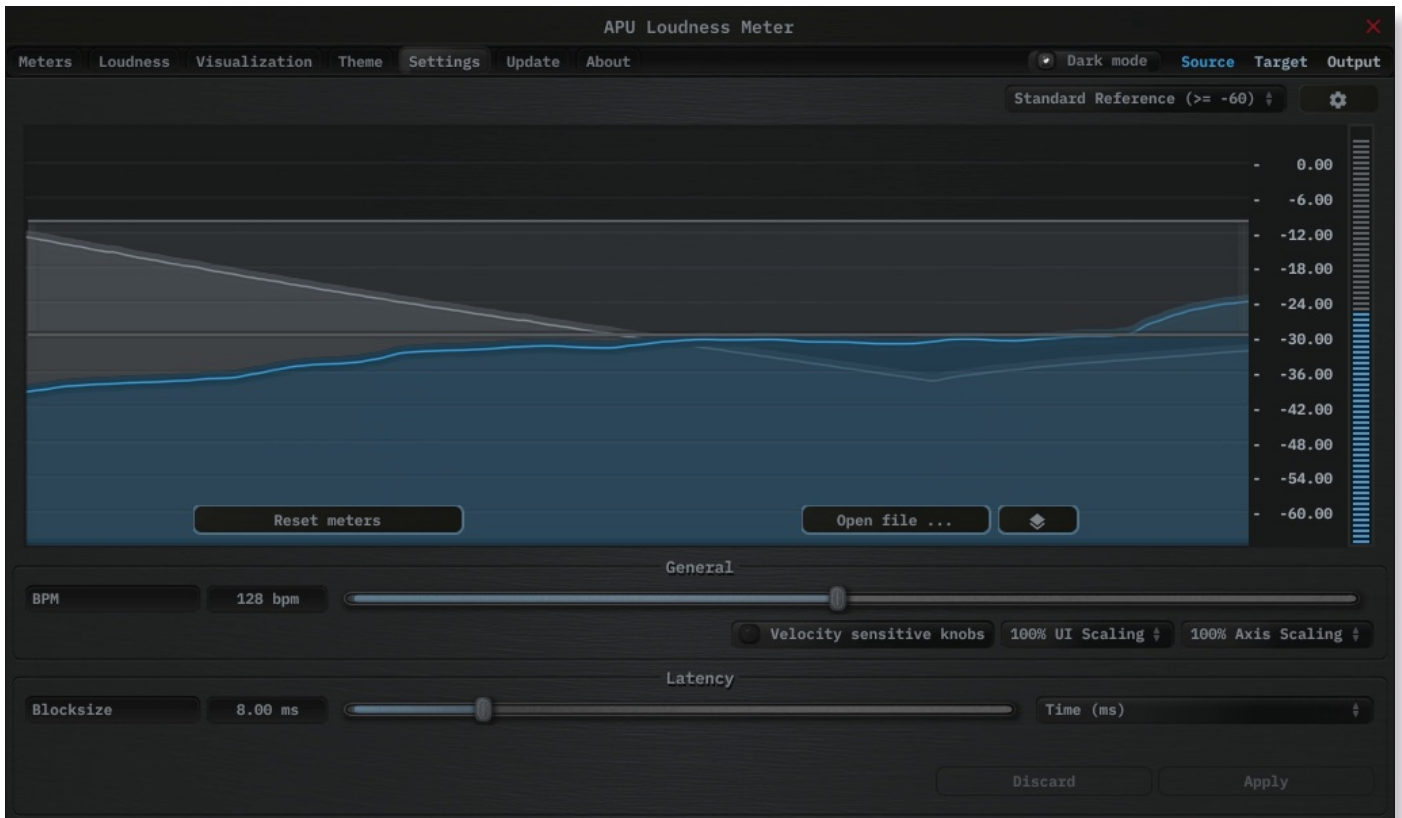 APU Loudness Meter
Meters Loudness Visualization Theme Settings Update About Dark mode Source Target Output
Standard Reference (>= -60)
- 0.00
- -6.00
- -12.00
- -18.00
- -24.00
- -30.00
- -36.00
- -42.00
- -48.00
- -54.00
- -60.00
Reset meters Open file ...
General
BPM 128 bpm
Velocity sensitive knobs 100% UI Scaling 100% Axis Scaling
Latency
Blocksize 8.00 ms Time (ms)
Discard Apply